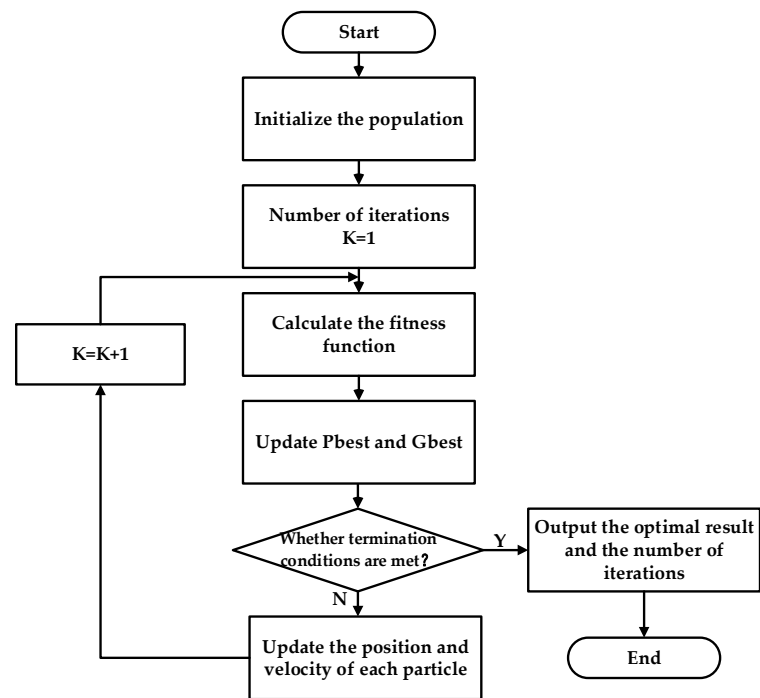 Start
Initialize the population
Number of iterations
K=1
Calculate the fitness
function
K=K+1
Update Pbest and Gbest
Whether termination
conditions are met?
Y
Output the optimal result
and the number of
iterations
N
Update the position and
velocity of each particle
End